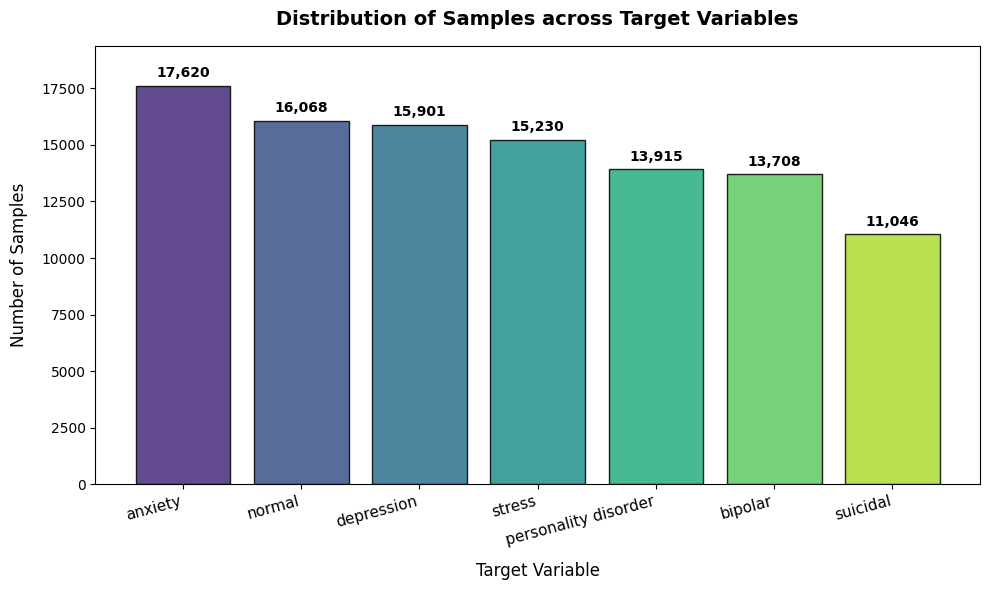 Distribution of Samples across Target Variables
Number of Samples
17500
15000
12500
10000
7500
5000
2500
0
17,620
16,068
15,901
15,230
13,915
13,708
11,046
anxiety
normal
depression
stress
personality disorder
bipolar
suicidal
Target Variable